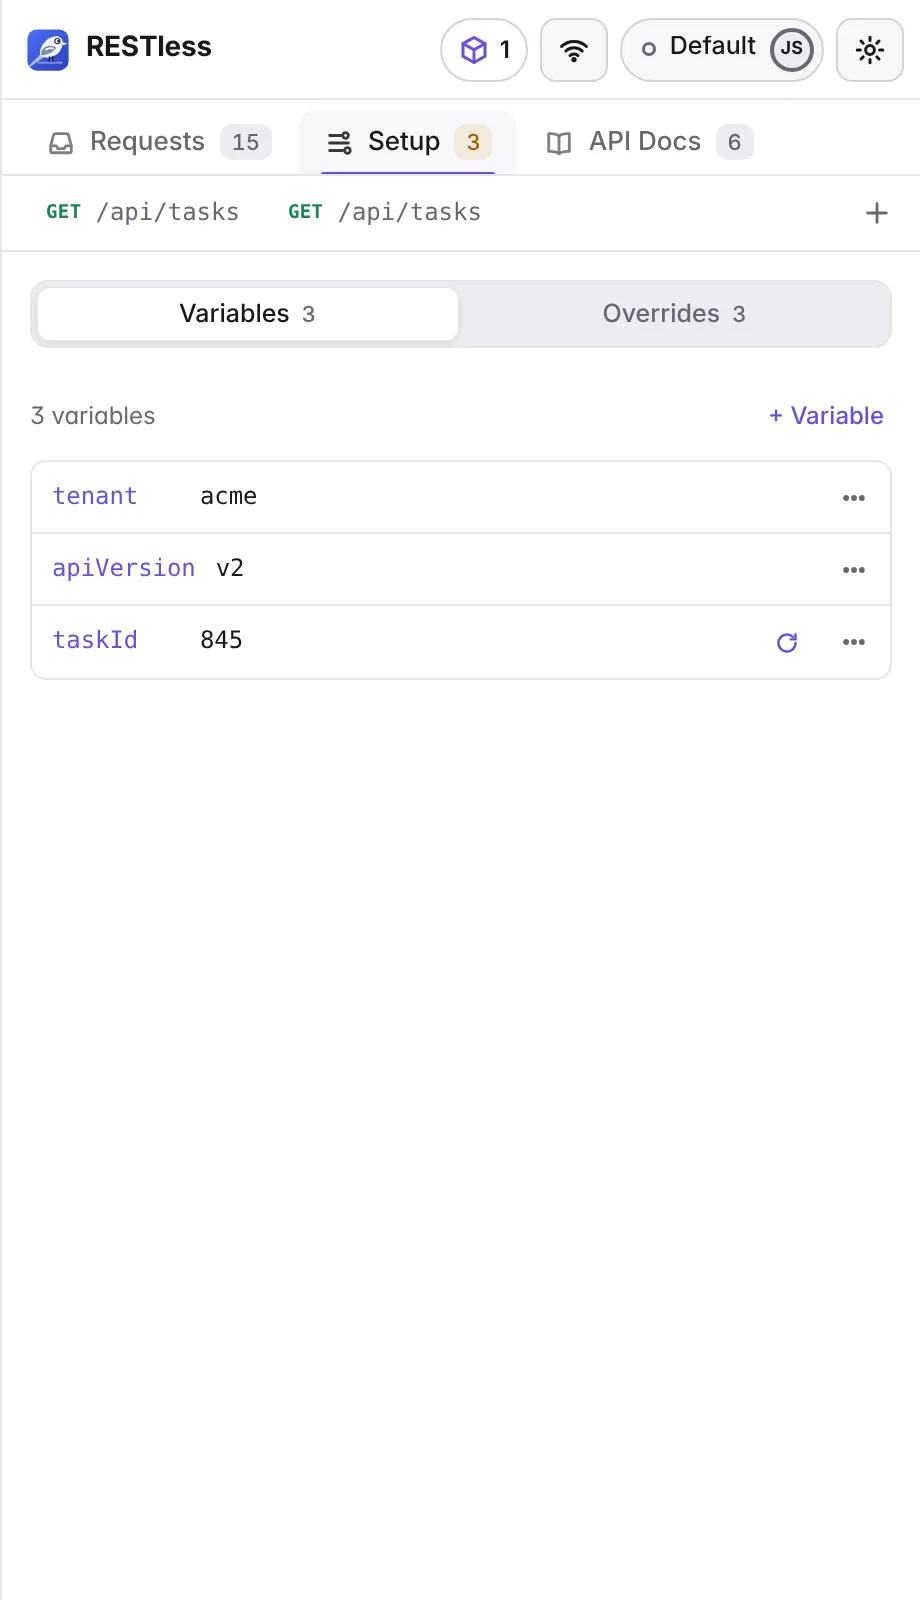 RESTless
1
Default
JS
Requests 15
Setup 3
API Docs 6
GET /api/tasks
GET /api/tasks
+
Variables 3
Overrides 3
3 variables
+ Variable
tenant acme
apiVersion v2
taskId 845